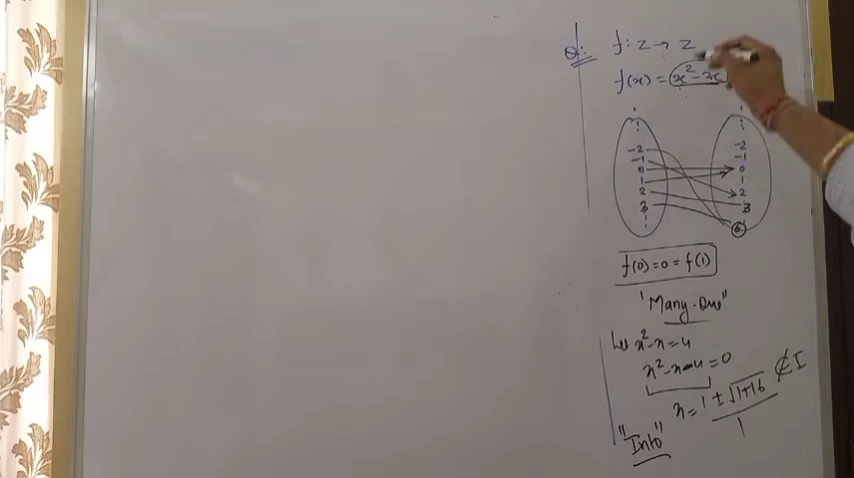 Q: f: Z → Z
f(x) = x² - x
-2 -2
-1 -1
0 0
1 1
2 2
3 3
6
f(0) = 0 = f(1)
'Many-One"
Let x² - x = 4
x² - x - 4 = 0
x = 1 ± √1+16 / 1 ∉ I
"Into"